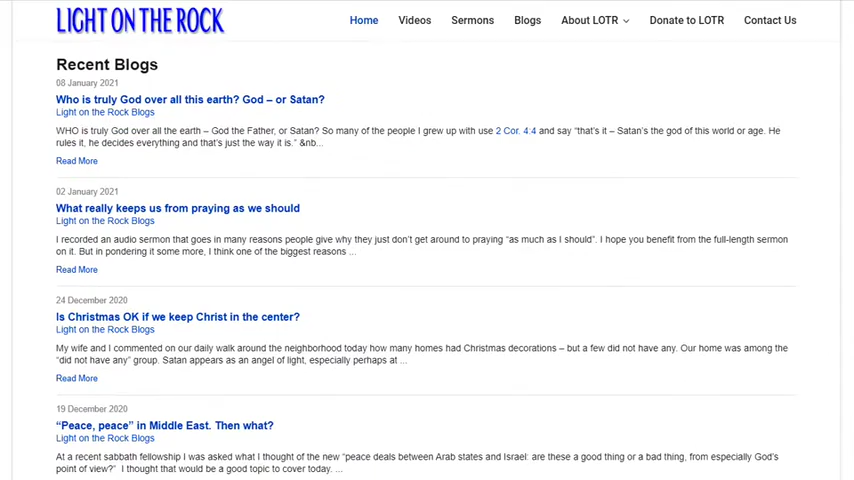 LIGHT ON THE ROCK
Home Videos Sermons Blogs About LOTR Donate to LOTR Contact Us
Recent Blogs
08 January 2021
Who is truly God over all this earth? God – or Satan?
Light on the Rock Blogs
WHO is truly God over all the earth – God the Father, or Satan? So many of the people I grew up with use 2 Cor. 4:4 and say “that’s it – Satan’s the god of this world or age. He
rules it, he decides everything and that’s just the way it is.” &nb...
Read More
02 January 2021
What really keeps us from praying as we should
Light on the Rock Blogs
I recorded an audio sermon that goes in many reasons people give why they just don’t get around to praying “as much as I should”. I hope you benefit from the full-length sermon
on it. But in pondering it some more, I think one of the biggest reasons ...
Read More
24 December 2020
Is Christmas OK if we keep Christ in the center?
Light on the Rock Blogs
My wife and I commented on our daily walk around the neighborhood today how many homes had Christmas decorations – but a few did not have any. Our home was among the
“did not have any” group. Satan appears as an angel of light, especially perhaps at ...
Read More
19 December 2020
“Peace, peace” in Middle East. Then what?
Light on the Rock Blogs
At a recent sabbath fellowship I was asked what I thought of the new “peace deals between Arab states and Israel: are these a good thing or a bad thing, from especially God’s
point of view?” I thought that would be a good topic to cover today. ...